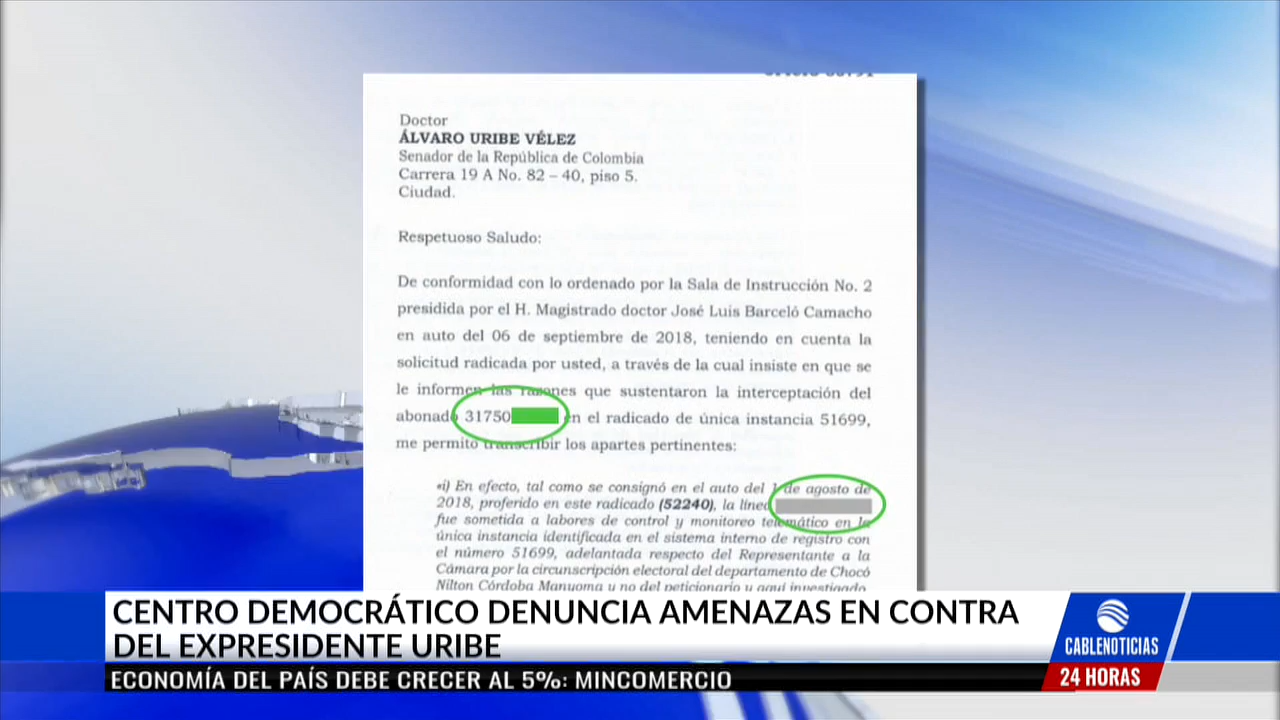 Doctor
ÁLVARO URIBE VÉLEZ
Senador de la República de Colombia
Carrera 19 A No. 82 – 40, piso 5.
Ciudad.
Respetuoso Saludo:
De conformidad con lo ordenado por la Sala de Instrucción No. 2
presidida por el H. Magistrado doctor José Luis Barceló Camacho
en auto del 06 de septiembre de 2018, teniendo en cuenta la
solicitud radicada por usted, a través de la cual insiste en que se
le informen las razones que sustentaron la interceptación del
abonado 31750 en el radicado de única instancia 51699,
me permito transcribir los apartes pertinentes:
«i) En efecto, tal como se consignó en el auto del 1 de agosto de
2018, proferido en este radicado (52240), la línea
fue sometida a labores de control y monitoreo telemático en la
única instancia identificada en el sistema interno de registro con
el número 51699, adelantada respecto del Representante a la
Cámara por la circunscripción electoral del departamento de Chocó
Nilton Córdoba Manyoma y no del peticionario y aquí investigado
CENTRO DEMOCRÁTICO DENUNCIA AMENAZAS EN CONTRA
DEL EXPRESIDENTE URIBE
CABLENOTICIAS
24 HORAS
ECONOMÍA DEL PAÍS DEBE CRECER AL 5%: MINCOMERCIO